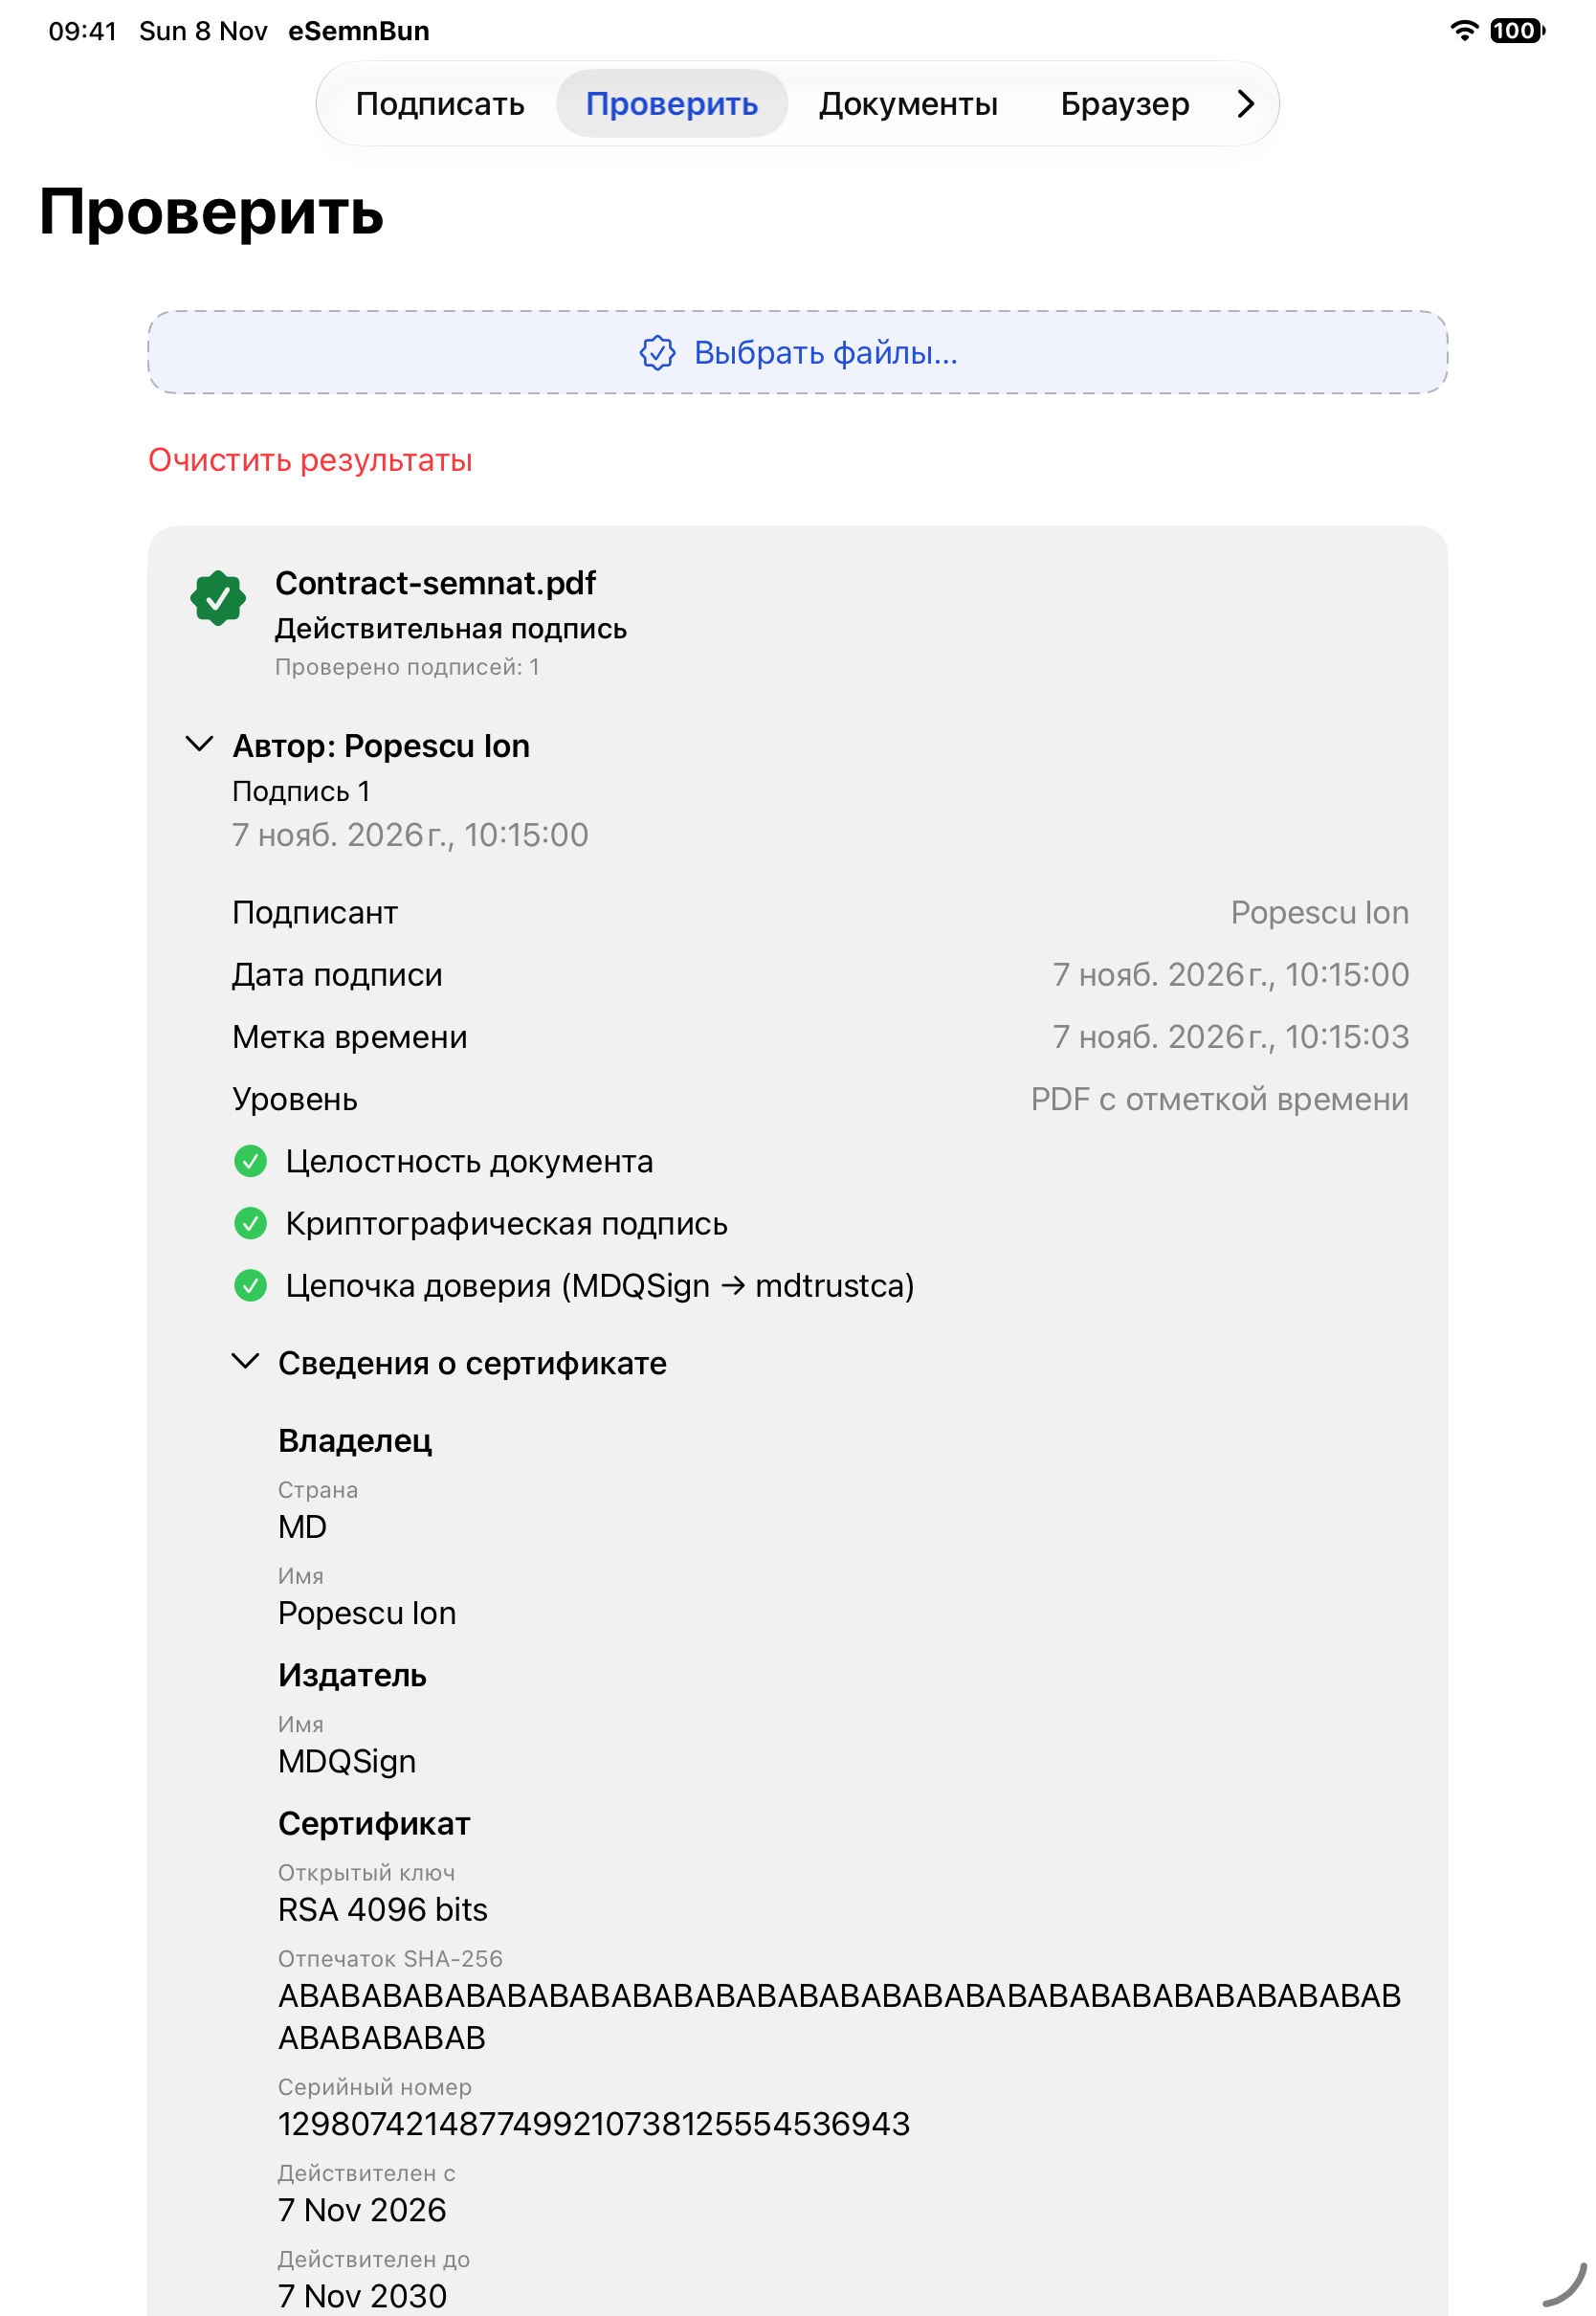 09:41 Sun 8 Nov eSemnBun 100
Подписать Проверить Документы Браузер
Проверить
Выбрать файлы...
Очистить результаты
Contract-semnat.pdf
Действительная подпись
Проверено подписей: 1
Автор: Popescu Ion
Подпись 1
7 нояб. 2026 г., 10:15:00
Подписант Popescu Ion
Дата подписи 7 нояб. 2026 г., 10:15:00
Метка времени 7 нояб. 2026 г., 10:15:03
Уровень PDF с отметкой времени
Целостность документа
Криптографическая подпись
Цепочка доверия (MDQSign → mdtrustca)
Сведения о сертификате
Владелец
Страна
MD
Имя
Popescu Ion
Издатель
Имя
MDQSign
Сертификат
Открытый ключ
RSA 4096 bits
Отпечаток SHA-256
ABABABABABABABABABABABABABABABABABABABABABABABABABABAB
ABABABABAB
Серийный номер
1298074214877499210738125554536943
Действителен с
7 Nov 2026
Действителен до
7 Nov 2030